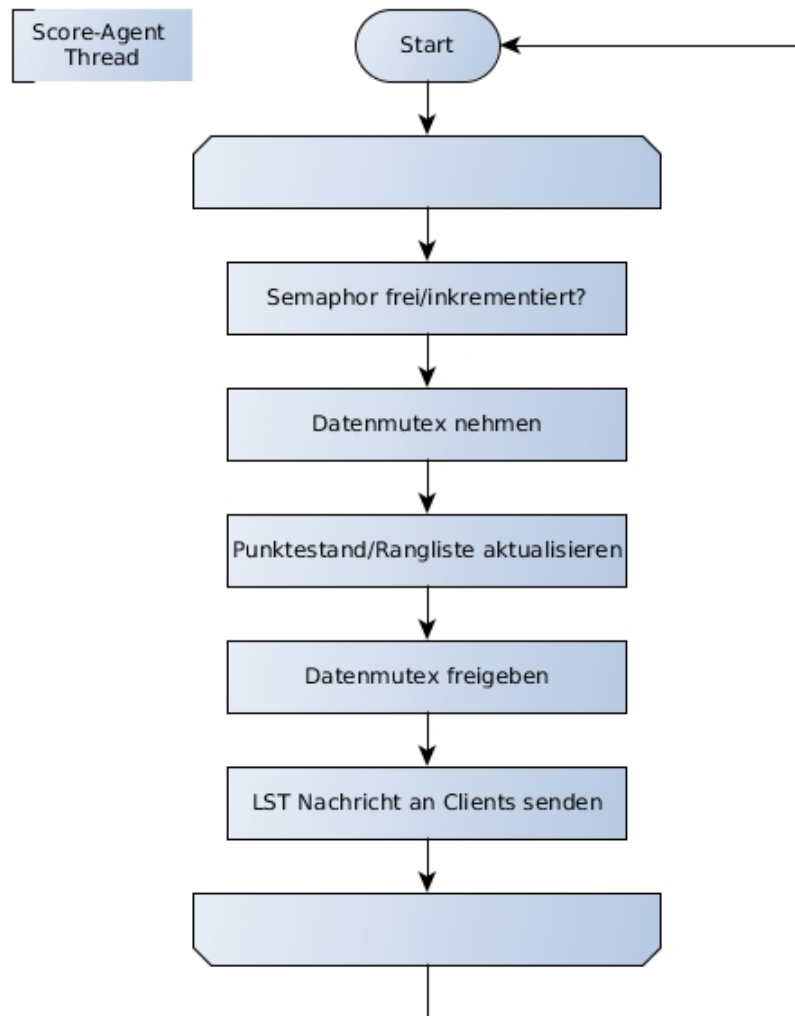 Score-Agent
Thread
Start
Semaphor frei/inkrementiert?
Datenmutex nehmen
Punktestand/Rangliste aktualisieren
Datenmutex freigeben
LST Nachricht an Clients senden